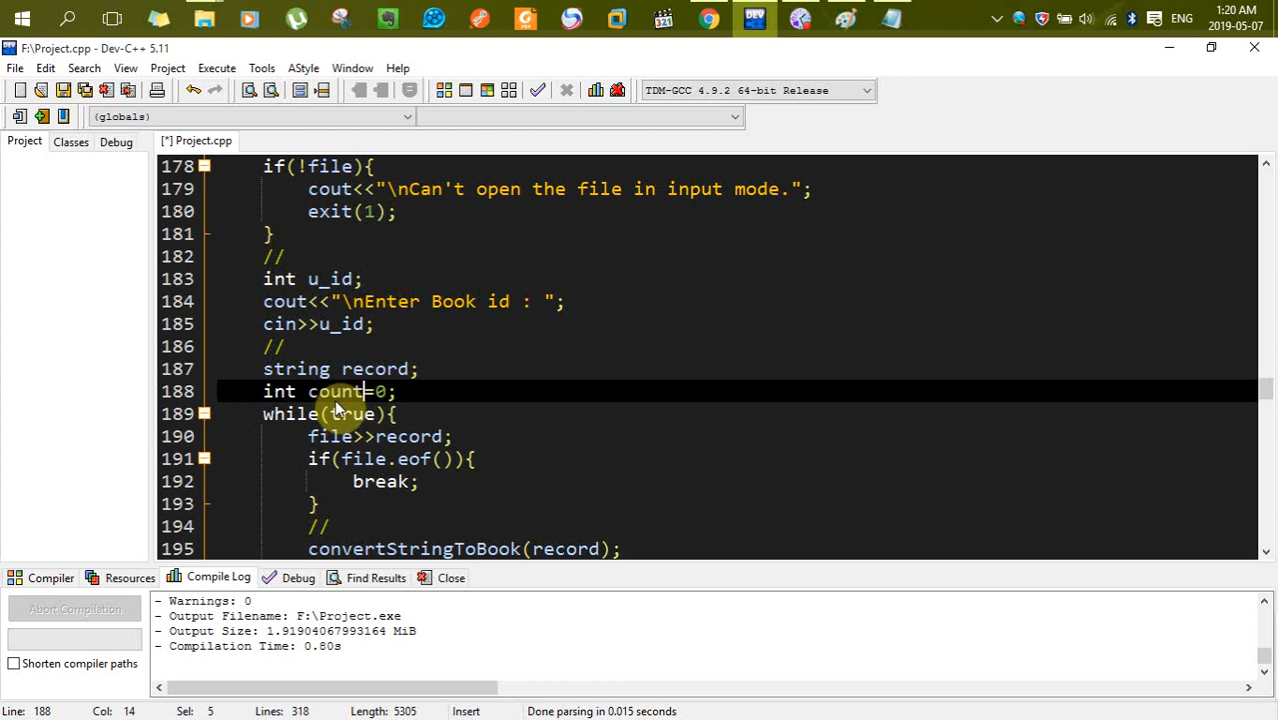 321
DEV
ENG
1:20 AM
2019-05-07
F:\Project.cpp - Dev-C++ 5.11
File Edit Search View Project Execute Tools AStyle Window Help
TDM-GCC 4.9.2 64-bit Release
(globals)
Project Classes Debug
[*] Project.cpp
178 if(!file){
179 cout<<"\nCan't open the file in input mode.";
180 exit(1);
181 }
182 //
183 int u_id;
184 cout<<"\nEnter Book id : ";
185 cin>>u_id;
186 //
187 string record;
188 int count=0;
189 while(true){
190 file>>record;
191 if(file.eof()){
192 break;
193 }
194 //
195 convertStringToBook(record);
Compiler Resources Compile Log Debug Find Results Close
Abort Compilation
Shorten compiler paths
- Warnings: 0
- Output Filename: F:\Project.exe
- Output Size: 1.91904067993164 MiB
- Compilation Time: 0.80s
Line: 188 Col: 14 Sel: 5 Lines: 318 Length: 5305 Insert Done parsing in 0.015 seconds